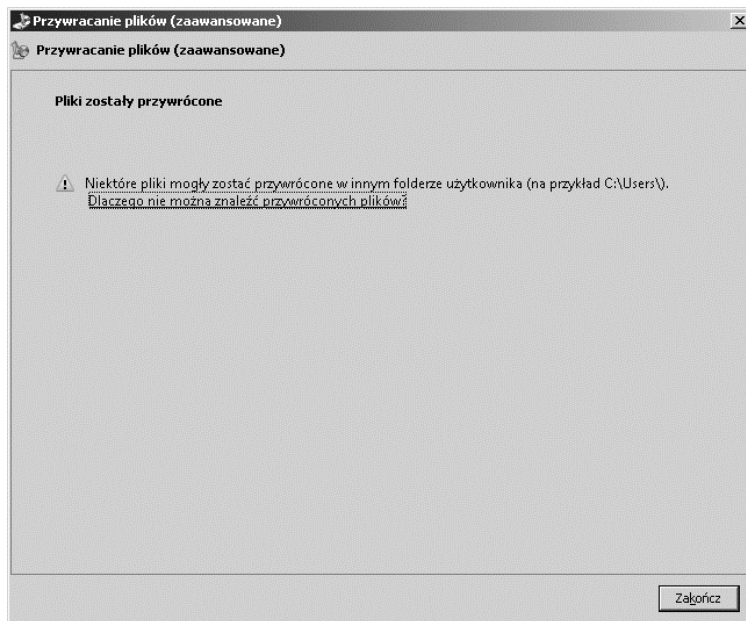 Przywracanie plików (zaawansowane)
Przywracanie plików (zaawansowane)
Pliki zostały przywrócone
Niektóre pliki mogły zostać przywrócone w innym folderze użytkownika (na przykład C:\Users\).
Dlaczego nie można znaleźć przywróconych plików?
Zakończ